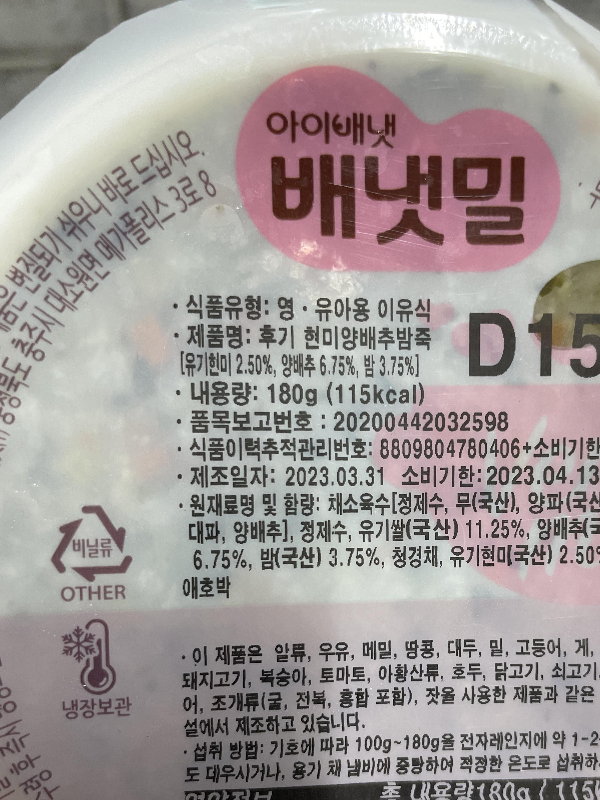 아이배냇
배냇밀
변질되기 쉬우니 바로 드십시오.
충주시 대소원면 메가폴리스 3로 8
· 식품유형: 영 · 유아용 이유식
· 제품명: 후기 현미양배추밤죽
[유기현미 2.50%, 양배추 6.75%, 밤 3.75%]
D15
· 내용량: 180g (115kcal)
· 품목보고번호 : 20200442032598
· 식품이력추적관리번호: 8809804780406+소비기한
· 제조일자: 2023.03.31 소비기한: 2023.04.13
· 원재료명 및 함량: 채소육수[정제수, 무(국산), 양파(국산
대파, 양배추], 정제수, 유기쌀(국산) 11.25%, 양배추(국
6.75%, 밤(국산) 3.75%, 청경채, 유기현미(국산) 2.50%
애호박
비닐류
OTHER
냉장보관
· 이 제품은 알류, 우유, 메밀, 땅콩, 대두, 밀, 고등어, 게,
돼지고기, 복숭아, 토마토, 아황산류, 호두, 닭고기, 쇠고기,
어, 조개류(굴, 전복, 홍합 포함), 잣을 사용한 제품과 같은
설에서 제조하고 있습니다.
· 섭취 방법: 기호에 따라 100g~180g을 전자레인지에 약 1-2
도 데우시거나, 용기 채 냄비에 중탕하여 적정한 온도로 섭취하
영양정보 총 내용량 180g / 115